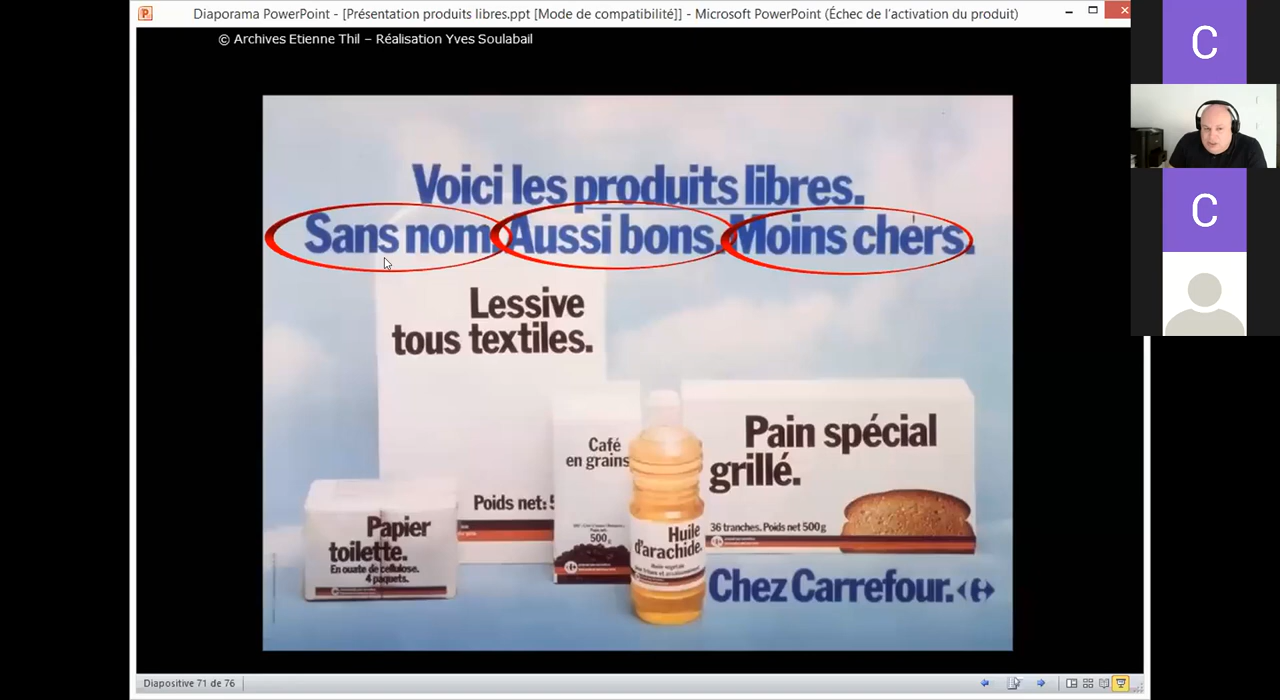 Diaporama PowerPoint - [Présentation produits libres.ppt [Mode de compatibilité]] - Microsoft PowerPoint (Échec de l'activation du produit)
© Archives Etienne Thil – Réalisation Yves Soulabail
C
C
Voici les produits libres.
Sans nom. Aussi bons. Moins chers.
Lessive
tous textiles.
Poids net:
Café
en grains
500g
Pain spécial
grillé.
36 tranches. Poids net 500g
Papier
toilette.
En ouate de cellulose.
4 paquets.
Huile
d'arachide.
Chez Carrefour.
Diapositive 71 de 76